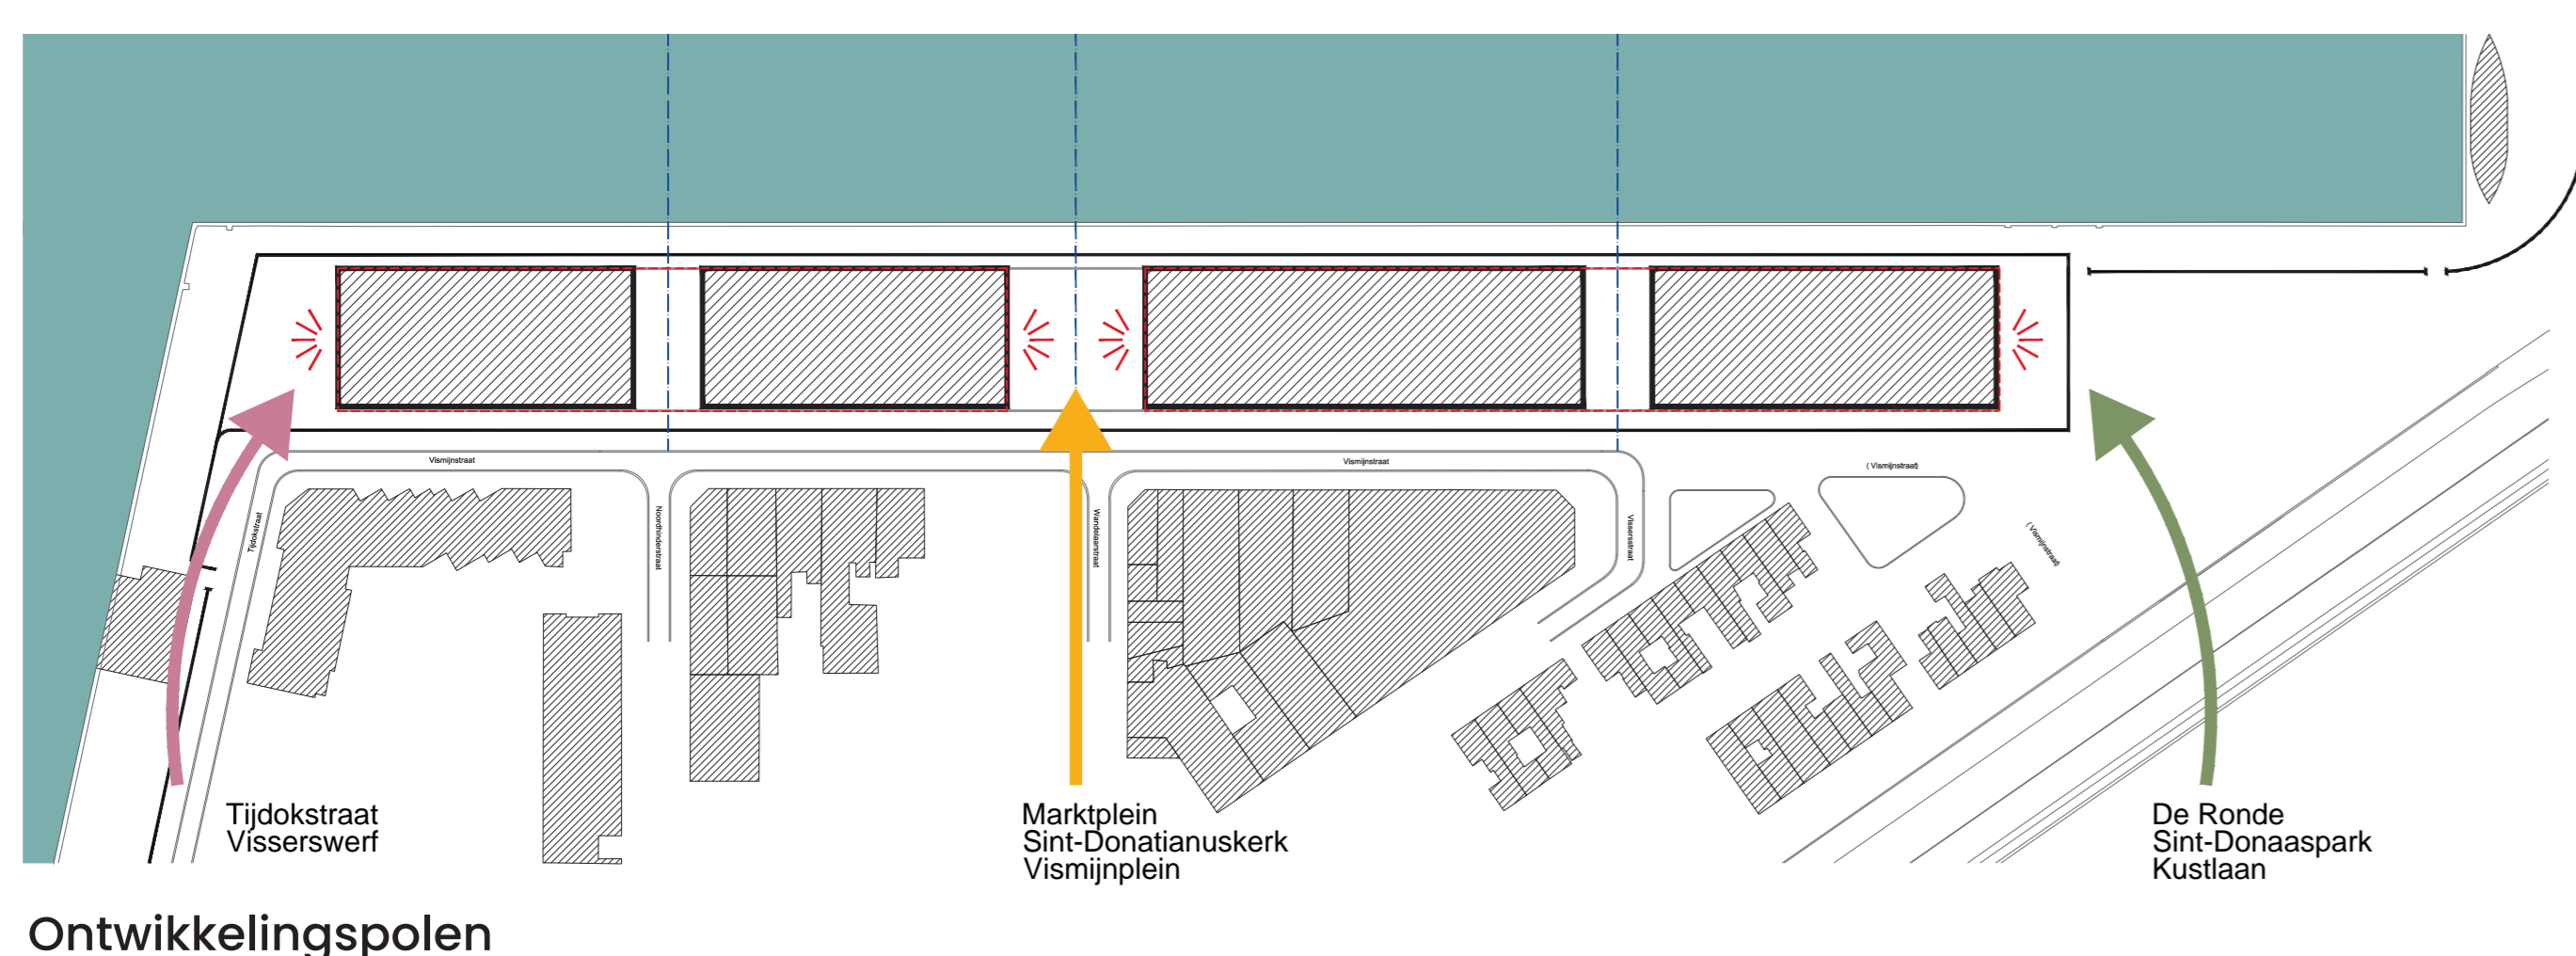 Vismijnstraat
Vismijnstraat
( Vismijnstraat)
Tijdokstraat
Noordhinderstraat
Wandelaarstraat
Vissersstraat
( Vismijnstraat)
Tijdokstraat
Visserswerf
Marktplein
Sint-Donatianuskerk
Vismijnplein
De Ronde
Sint-Donaaspark
Kustlaan
Ontwikkelingspolen